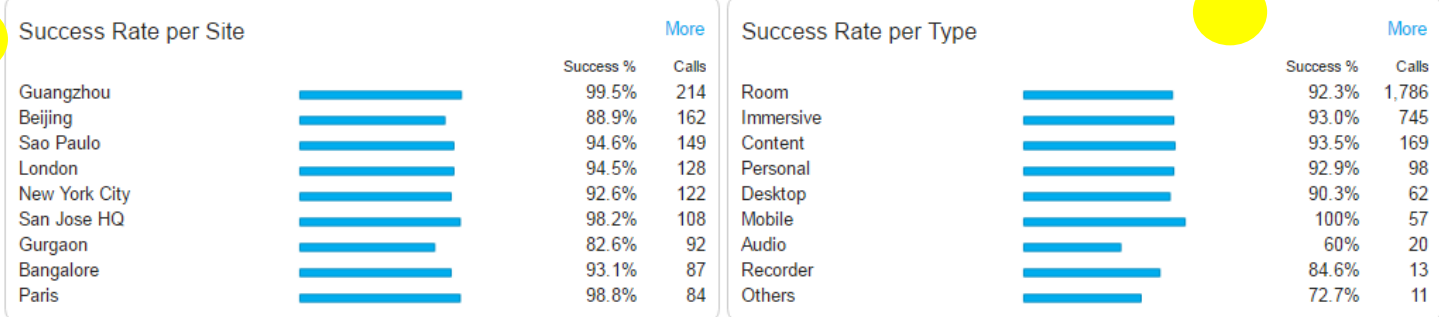 Success Rate per Site More
Success % Calls
Guangzhou 99.5% 214
Beijing 88.9% 162
Sao Paulo 94.6% 149
London 94.5% 128
New York City 92.6% 122
San Jose HQ 98.2% 108
Gurgaon 82.6% 92
Bangalore 93.1% 87
Paris 98.8% 84
Success Rate per Type More
Success % Calls
Room 92.3% 1,786
Immersive 93.0% 745
Content 93.5% 169
Personal 92.9% 98
Desktop 90.3% 62
Mobile 100% 57
Audio 60% 20
Recorder 84.6% 13
Others 72.7% 11